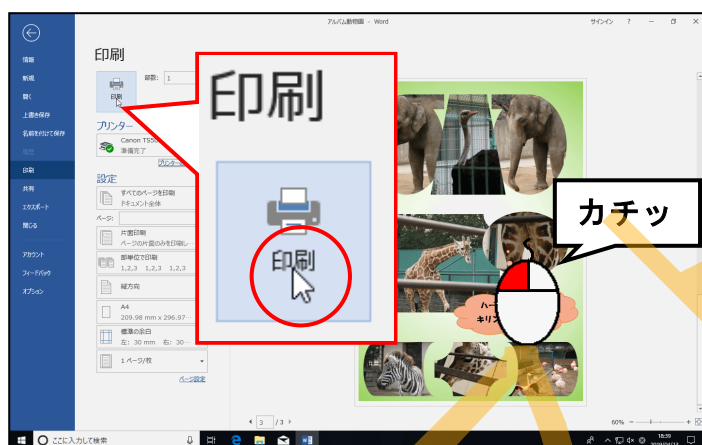 アルバム動物園 - Word
サインイン
?
情報
新規
開く
上書き保存
名前を付けて保存
印刷
共有
エクスポート
閉じる
アカウント
フィードバック
オプション
印刷
部数: 1
印刷
プリンター
Canon
準備完了
設定
すべてのページを印刷
ドキュメント全体
ページ:
片面印刷
ページの片面のみを印刷し…
部単位で印刷
1,2,3 1,2,3 1,2,3
縦方向
A4
209.98 mm x 296.97…
標準の余白
左: 30 mm 右: 30…
1 ページ/枚
ページ設定
印刷
印刷
カチッ
キリン
3 / 3
60%
ここに入力して検索
18:39